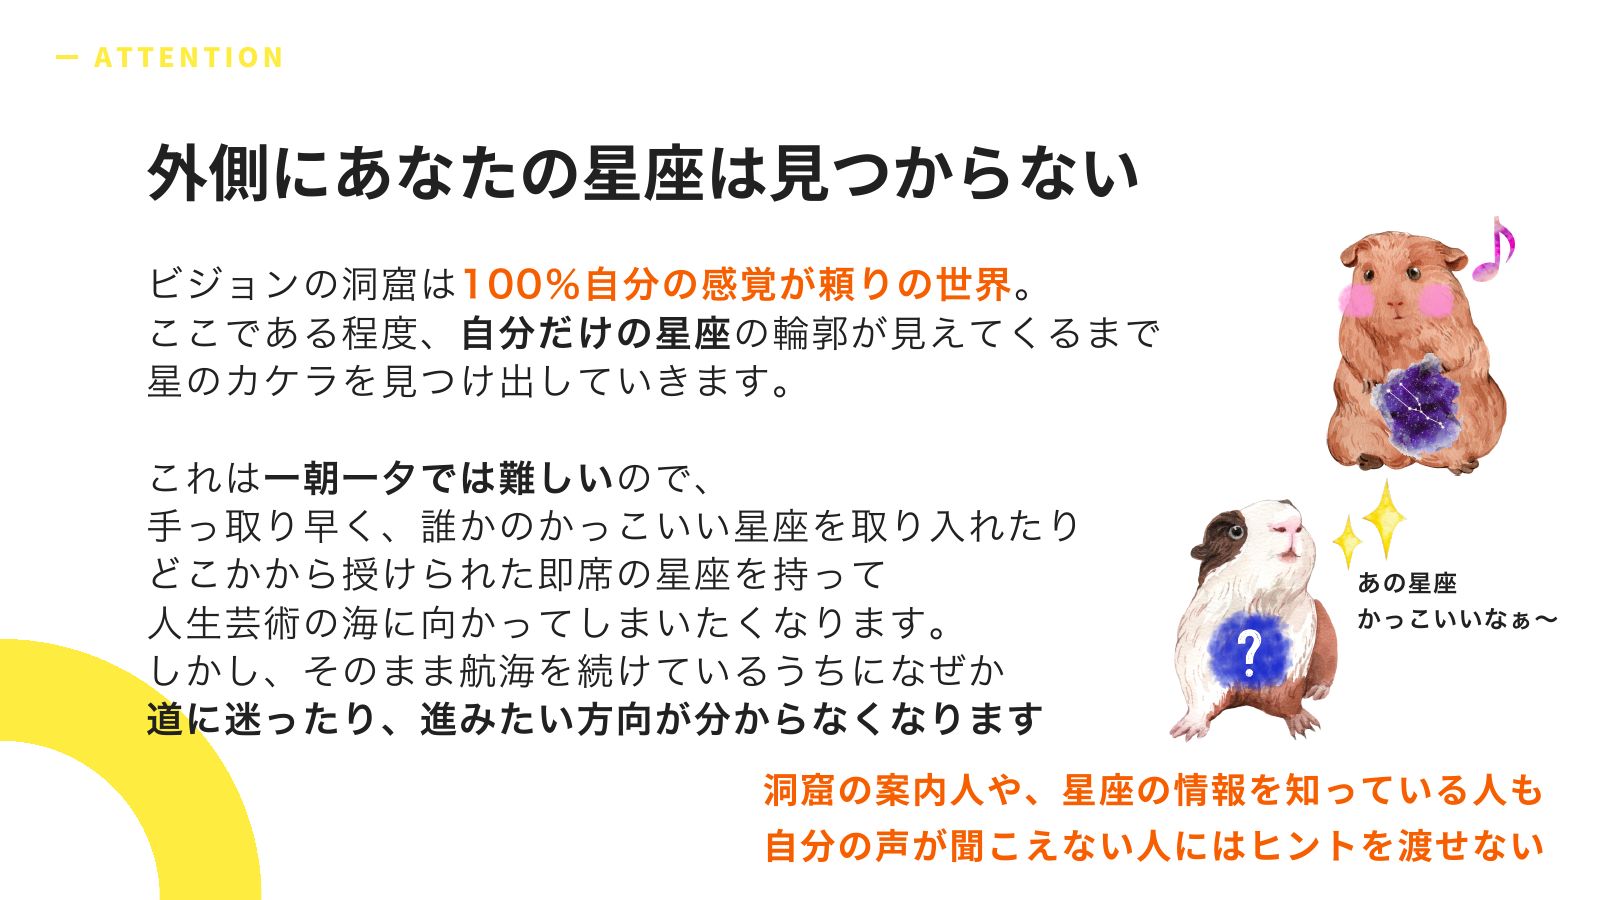 — ATTENTION
外側にあなたの星座は見つからない
ビジョンの洞窟は100%自分の感覚が頼りの世界。
ここである程度、自分だけの星座の輪郭が見えてくるまで
星のカケラを見つけ出していきます。
これは一朝一夕では難しいので、
手っ取り早く、誰かのかっこいい星座を取り入れたり
どこかから授けられた即席の星座を持って
人生芸術の海に向かってしまいたくなります。
しかし、そのまま航海を続けているうちになぜか
道に迷ったり、進みたい方向が分からなくなります
?
あの星座
かっこいいなぁ〜
洞窟の案内人や、星座の情報を知っている人も
自分の声が聞こえない人にはヒントを渡せない